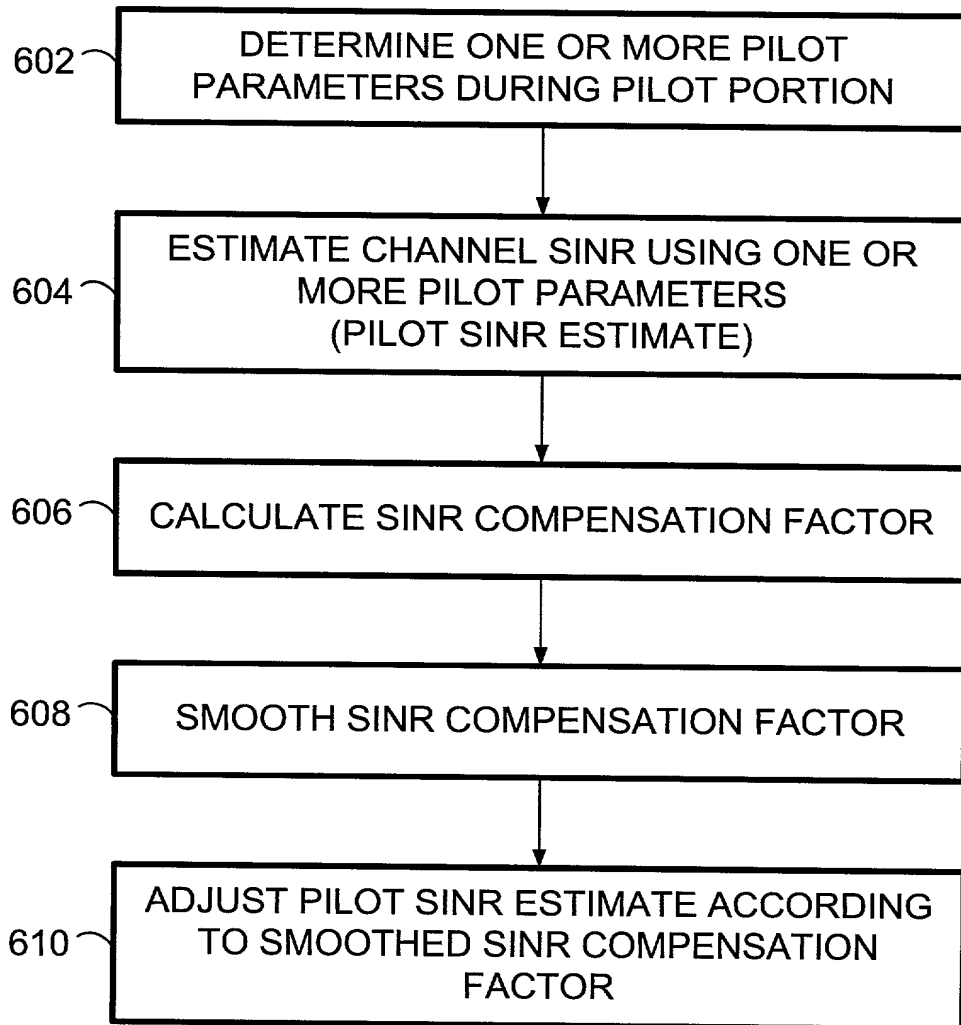 602
DETERMINE ONE OR MORE PILOT
PARAMETERS DURING PILOT PORTION
604
ESTIMATE CHANNEL SINR USING ONE OR
MORE PILOT PARAMETERS
(PILOT SINR ESTIMATE)
606
CALCULATE SINR COMPENSATION FACTOR
608
SMOOTH SINR COMPENSATION FACTOR
610
ADJUST PILOT SINR ESTIMATE ACCORDING
TO SMOOTHED SINR COMPENSATION
FACTOR